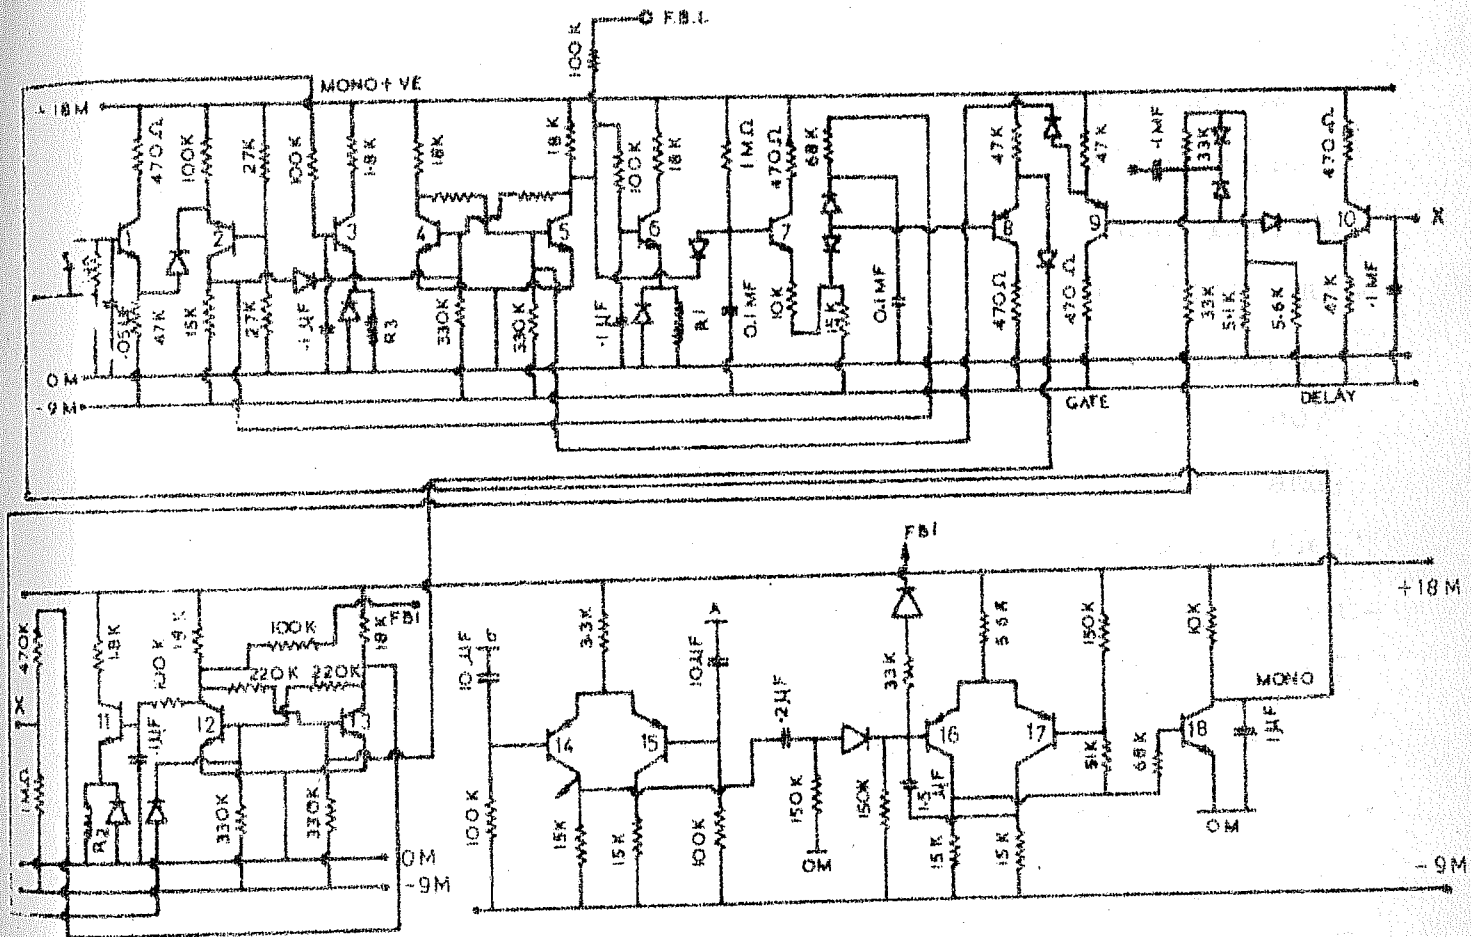 F.B.I.
100K
MONO + VE
+18M
470Ω
100K
27K
100K
1.8K
18K
18K
100K
18K
1MΩ
470Ω
68K
47K
47K
.1MF
33K
470Ω
1
2
3
4
5
6
7
8
9
10
X
.05µF
47K
15K
27K
.1µF
R3
330K
330K
.1µF
R1
0.1MF
10K
15K
0.1MF
470Ω
470Ω
33K
5.1K
5.6K
47K
.1MF
0M
-9M
GATE
DELAY
FBI
+18M
470K
1.8K
100K
18K
100K
FBI
18K
220K
220K
10µF
3.3K
10µF
33K
5.6K
150K
10K
MONO
X
11
12
13
14
15
.2µF
16
17
18
1µF
.1µF
1MΩ
R2
330K
330K
100K
15K
15K
100K
150K
150K
1.5µF
51K
68K
0M
0M
15K
15K
0M
-9M
-9M